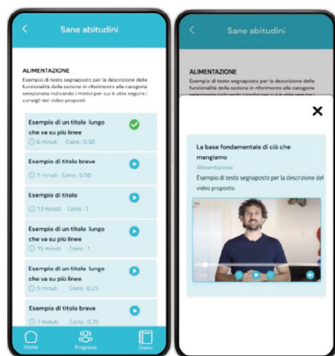 Sane abitudini
ALIMENTAZIONE
Esempio di testo segnaposto per la descrizione delle
funzionalità della sezione in riferimento alla categoria
selezionata indicando i motivi per cui è utile seguire i
consigli dei video proposti.
Esempio di un titolo lungo
che va su più linee
6 minuti Coins : 0.50
Esempio di titolo breve
7 minuti Coins : 0.50
Esempio di titolo
13 minuti Coins : 1
Esempio di un titolo lungo
che va su più linee
15 minuti Coins : 1
Esempio di un titolo lungo
che va su più linee
5 minuti Coins : 0.25
Esempio di titolo breve
7 minuti Coins : 0.25
Home
Progressi
Diario
Sane abitudini
ALIMENTAZIONE
Esempio di testo segnaposto per la descrizione delle
funzionalità della sezione in riferimento alla categoria
La base fondamentale di ciò che
mangiamo
Alimentazione
Esempio di testo segnaposto per la descrizione del
video proposto.